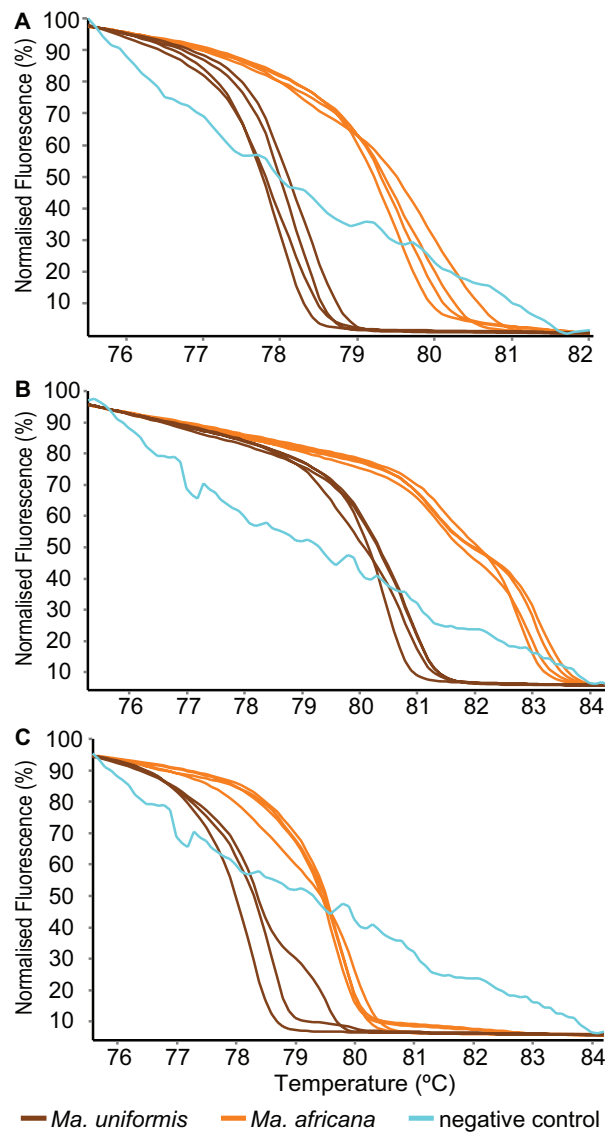 A
100
90
80
70
60
50
40
30
20
10
Normalised Fluorescence (%)
76 77 78 79 80 81 82
B
100
90
80
70
60
50
40
30
20
10
Normalised Fluorescence (%)
76 77 78 79 80 81 82 83 84
C
100
90
80
70
60
50
40
30
20
10
Normalised Fluorescence (%)
76 77 78 79 80 81 82 83 84
Temperature (ºC)
Ma. uniformis Ma. africana negative control